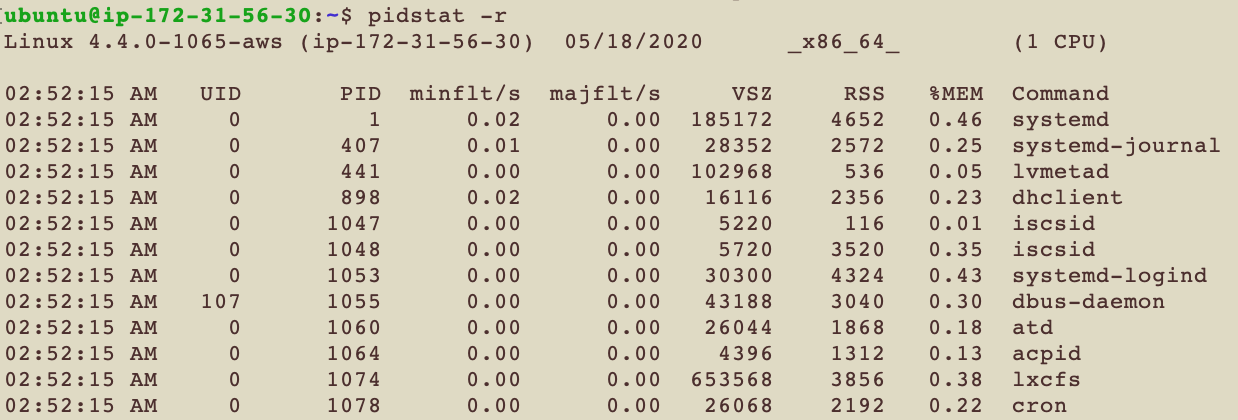 ubuntu@ip-172-31-56-30:~$ pidstat -r
Linux 4.4.0-1065-aws (ip-172-31-56-30) 05/18/2020 _x86_64_ (1 CPU)
02:52:15 AM UID PID minflt/s majflt/s VSZ RSS %MEM Command
02:52:15 AM 0 1 0.02 0.00 185172 4652 0.46 systemd
02:52:15 AM 0 407 0.01 0.00 28352 2572 0.25 systemd-journal
02:52:15 AM 0 441 0.00 0.00 102968 536 0.05 lvmetad
02:52:15 AM 0 898 0.02 0.00 16116 2356 0.23 dhclient
02:52:15 AM 0 1047 0.00 0.00 5220 116 0.01 iscsid
02:52:15 AM 0 1048 0.00 0.00 5720 3520 0.35 iscsid
02:52:15 AM 0 1053 0.00 0.00 30300 4324 0.43 systemd-logind
02:52:15 AM 107 1055 0.00 0.00 43188 3040 0.30 dbus-daemon
02:52:15 AM 0 1060 0.00 0.00 26044 1868 0.18 atd
02:52:15 AM 0 1064 0.00 0.00 4396 1312 0.13 acpid
02:52:15 AM 0 1074 0.00 0.00 653568 3856 0.38 lxcfs
02:52:15 AM 0 1078 0.00 0.00 26068 2192 0.22 cron